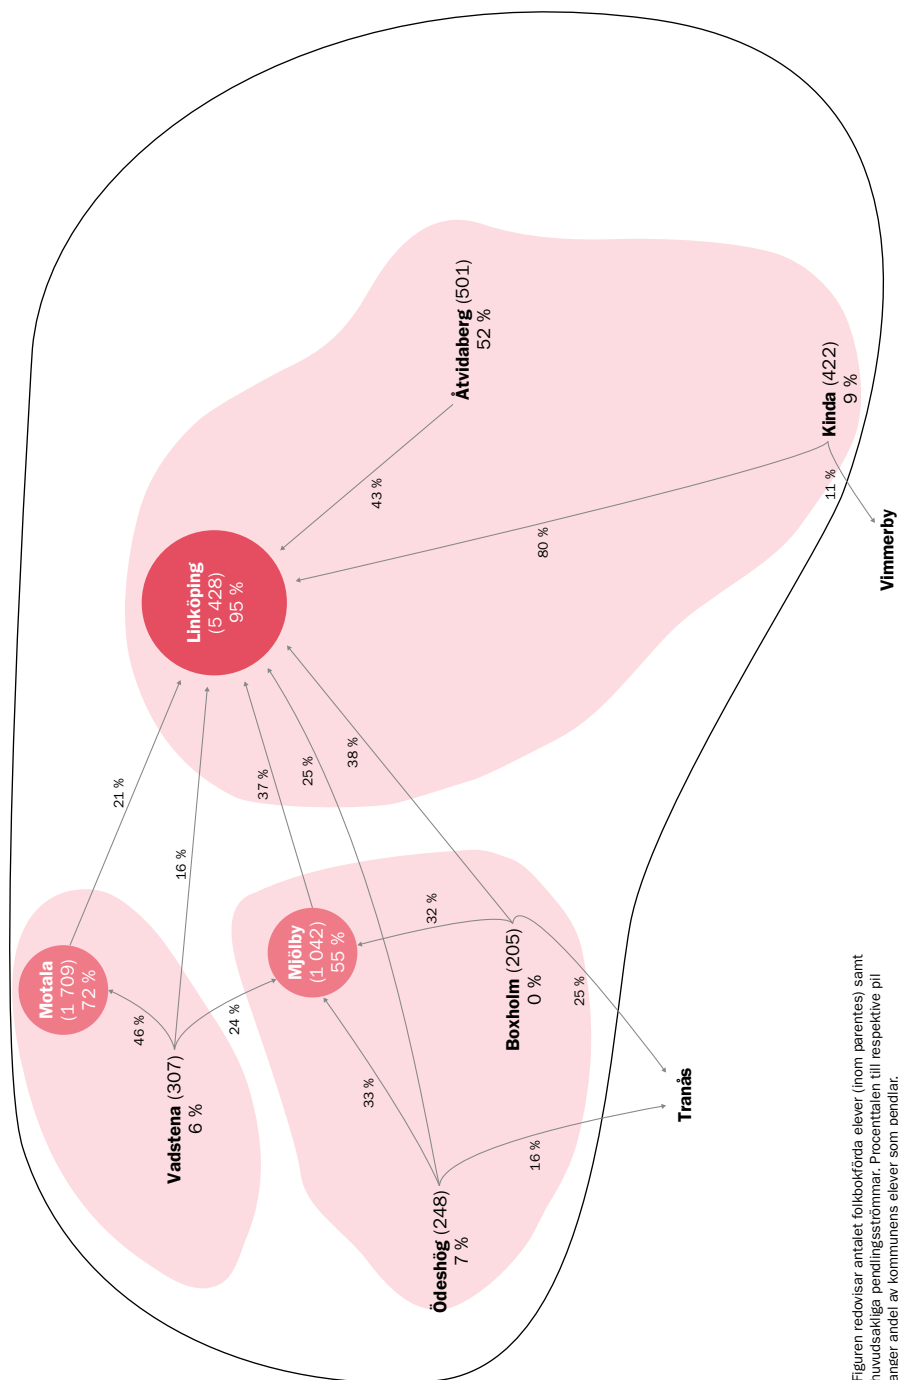 Motala
(1 709)
72 %
21 %
46 %
Vadstena (307)
6 %
16 %
24 %
Linköping
(5 428)
95 %
Mjölby
(1 042)
55 %
37 %
25 %
38 %
43 %
Åtvidaberg (501)
52 %
33 %
32 %
Ödeshög (248)
7 %
Boxholm (205)
0 %
16 %
25 %
80 %
Tranås
Kinda (422)
9 %
11 %
Vimmerby
Figuren redovisar antalet folkbokförda elever (inom parentes) samt
huvudsakliga pendlingsströmmar. Procenttalen till respektive pil
anger andel av kommunens elever som pendlar.